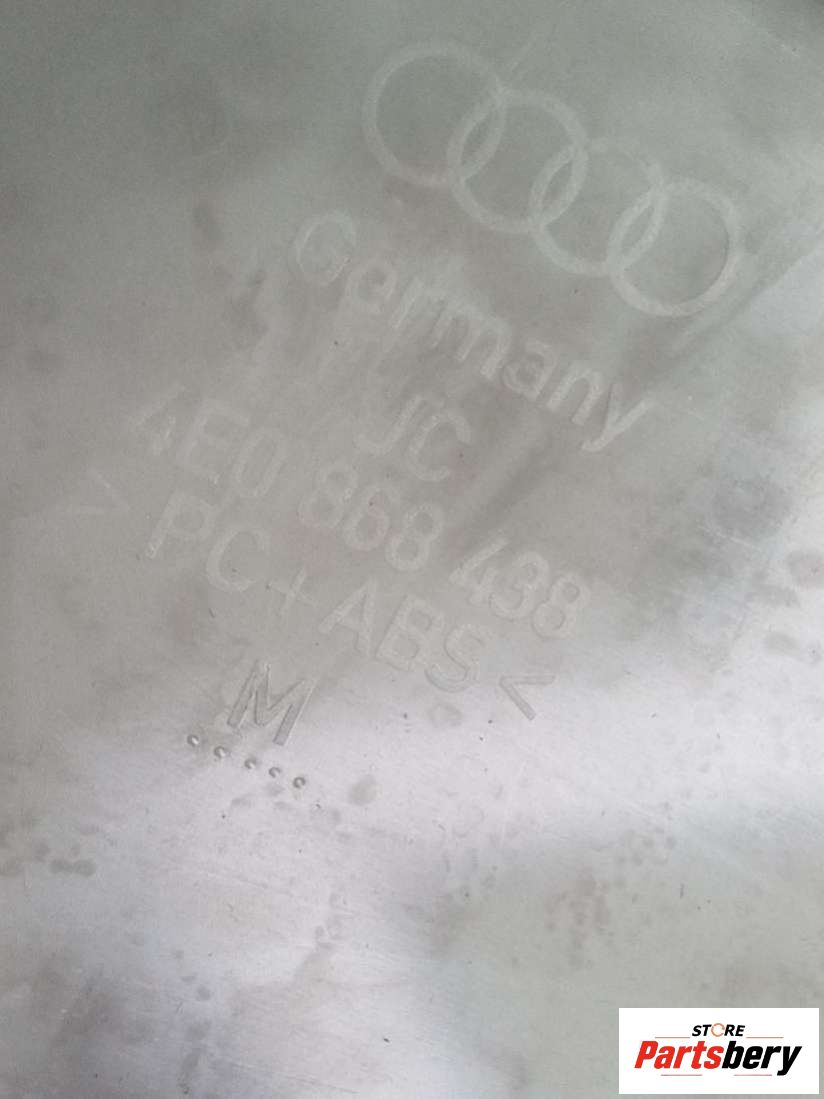 Germany
JC
4E0 868 438
>PC+ABS<
M
STORE
Partsbery